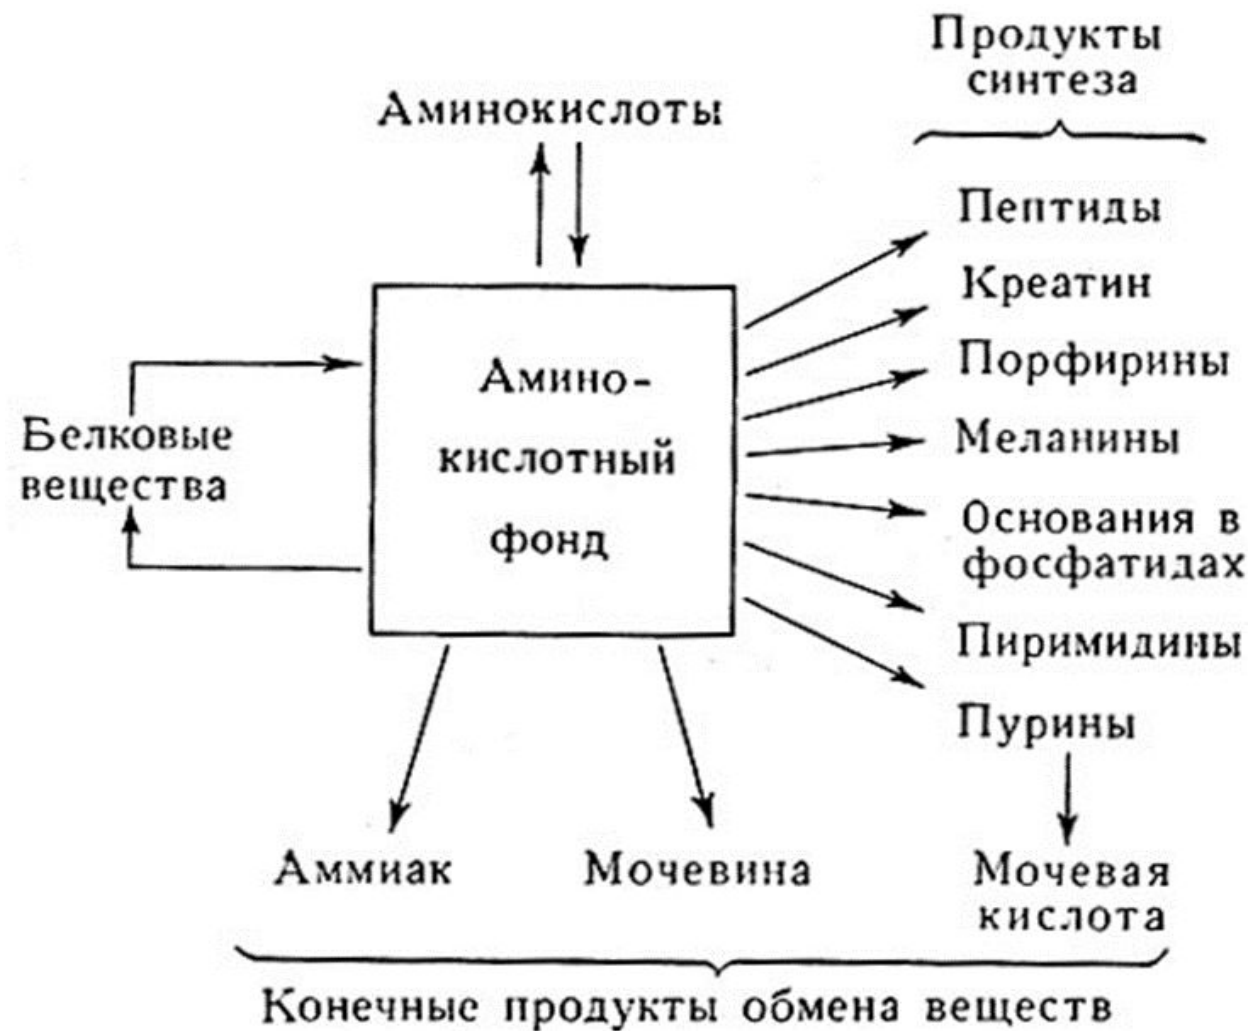 Продукты
синтеза
Аминокислоты
Пептиды
Креатин
Порфирины
Меланины
Основания в
фосфатидах
Пиримидины
Пурины
Амино-
кислотный
фонд
Белковые
вещества
Аммиак
Мочевина
Мочевая
кислота
Конечные продукты обмена веществ